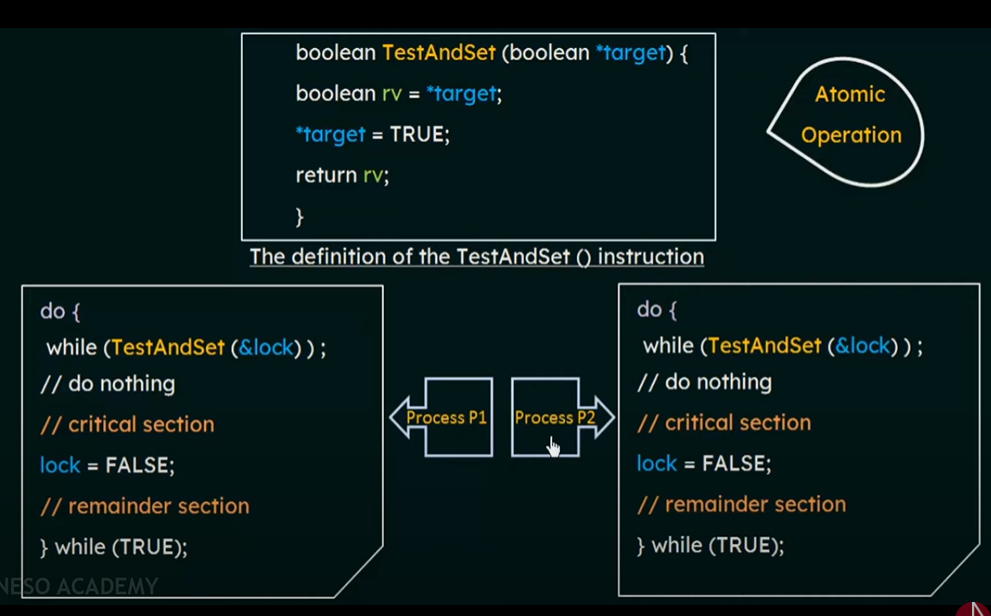 boolean TestAndSet (boolean *target) {
boolean rv = *target;
*target = TRUE;
return rv;
}
Atomic
Operation
The definition of the TestAndSet () instruction
do {
while (TestAndSet (&lock) ) ;
// do nothing
// critical section
lock = FALSE;
// remainder section
} while (TRUE);
Process P1
Process P2
do {
while (TestAndSet (&lock) ) ;
// do nothing
// critical section
lock = FALSE;
// remainder section
} while (TRUE);
NESO ACADEMY
N